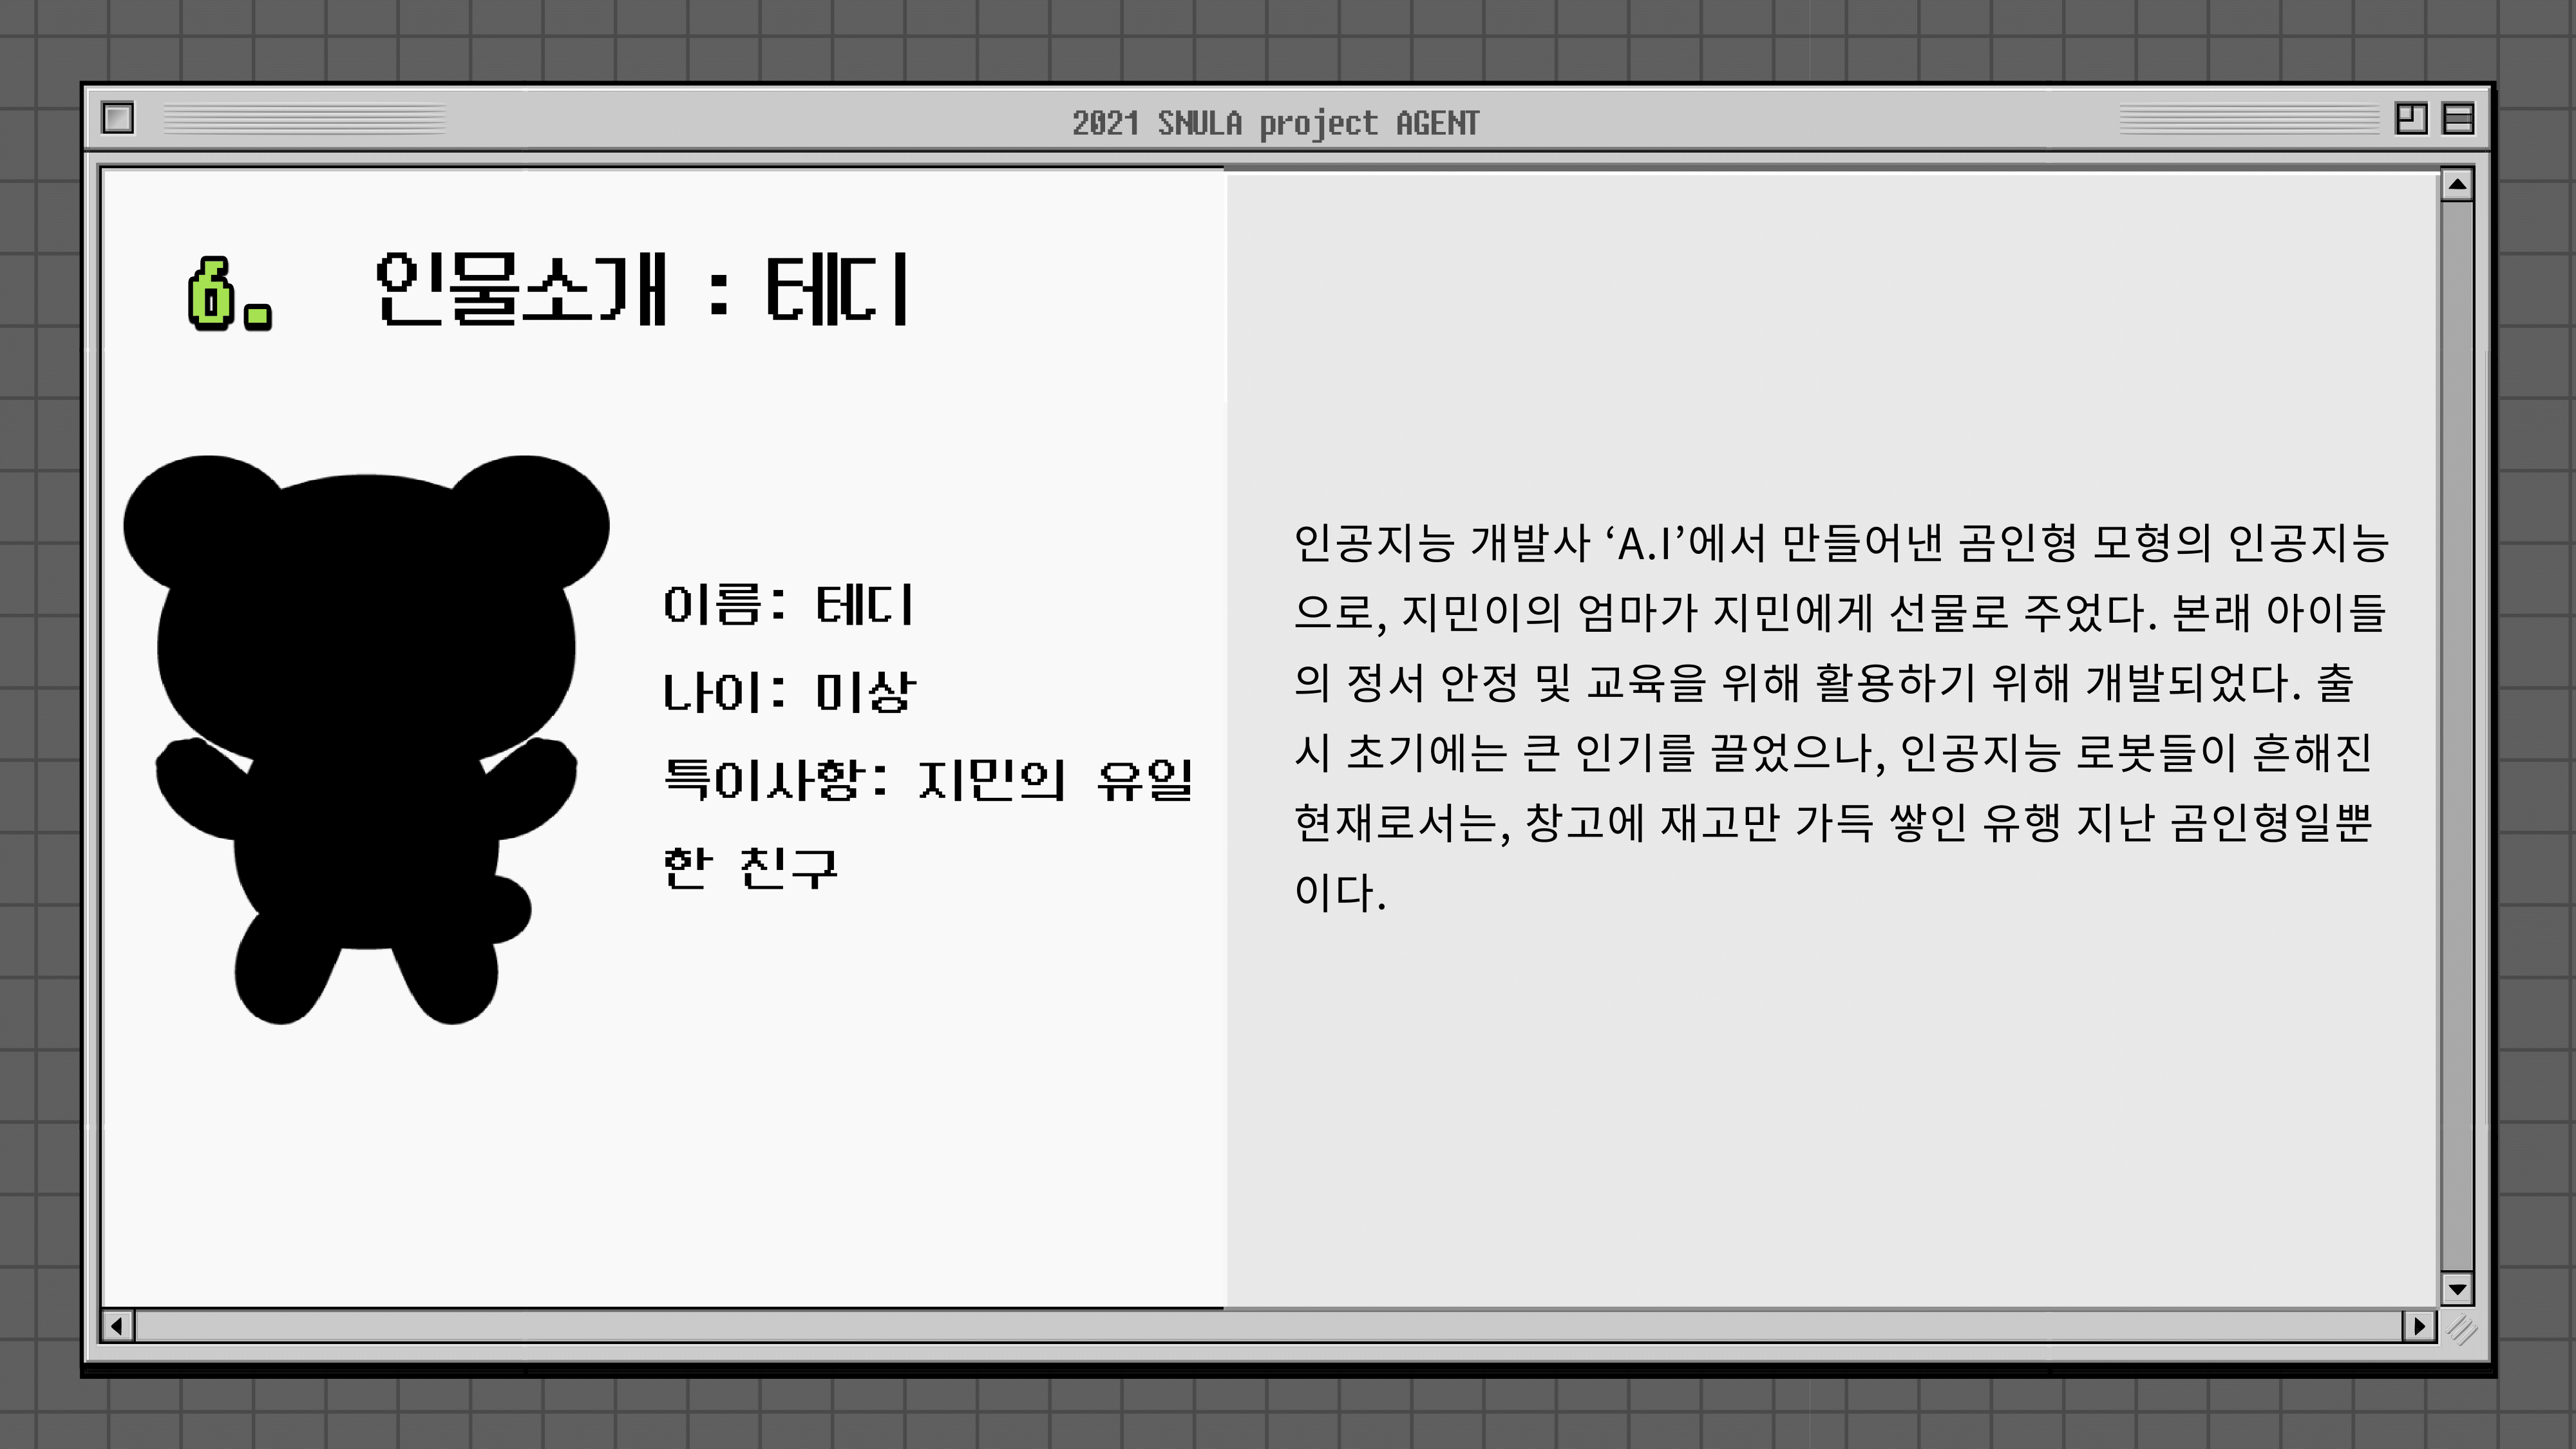 2021 SNULA project AGENT
6. 인물소개 : 테디
이름: 테디
나이: 미상
특이사항: 지민의 유일
한 친구
인공지능 개발사 ‘A.I’에서 만들어낸 곰인형 모형의 인공지능
으로, 지민이의 엄마가 지민에게 선물로 주었다. 본래 아이들
의 정서 안정 및 교육을 위해 활용하기 위해 개발되었다. 출
시 초기에는 큰 인기를 끌었으나, 인공지능 로봇들이 흔해진
현재로서는, 창고에 재고만 가득 쌓인 유행 지난 곰인형일뿐
이다.